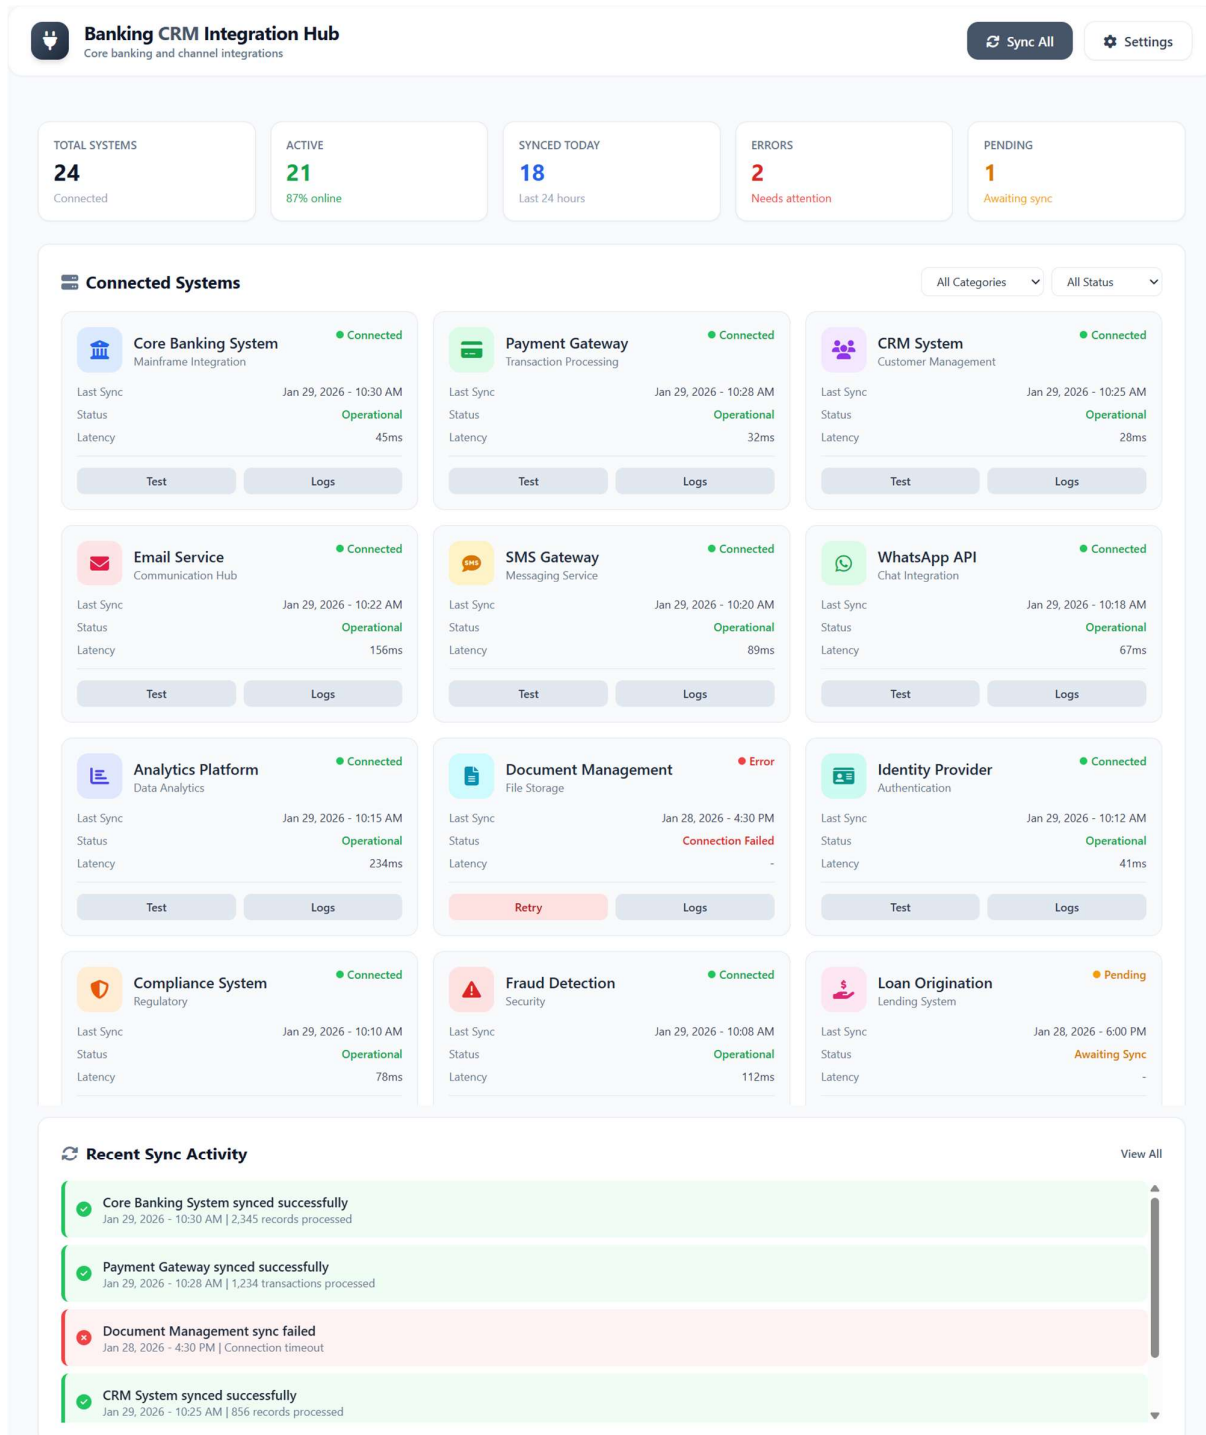 Banking CRM Integration Hub
Core banking and channel integrations
Sync All
Settings
TOTAL SYSTEMS
24
Connected
ACTIVE
21
87% online
SYNCED TODAY
18
Last 24 hours
ERRORS
2
Needs attention
PENDING
1
Awaiting sync
Connected Systems
All Categories
All Status
Core Banking System
Connected
Mainframe Integration
Last Sync Jan 29, 2026 - 10:30 AM
Status Operational
Latency 45ms
Test Logs
Payment Gateway
Connected
Transaction Processing
Last Sync Jan 29, 2026 - 10:28 AM
Status Operational
Latency 32ms
Test Logs
CRM System
Connected
Customer Management
Last Sync Jan 29, 2026 - 10:25 AM
Status Operational
Latency 28ms
Test Logs
Email Service
Connected
Communication Hub
Last Sync Jan 29, 2026 - 10:22 AM
Status Operational
Latency 156ms
Test Logs
SMS
SMS Gateway
Connected
Messaging Service
Last Sync Jan 29, 2026 - 10:20 AM
Status Operational
Latency 89ms
Test Logs
WhatsApp API
Connected
Chat Integration
Last Sync Jan 29, 2026 - 10:18 AM
Status Operational
Latency 67ms
Test Logs
Analytics Platform
Connected
Data Analytics
Last Sync Jan 29, 2026 - 10:15 AM
Status Operational
Latency 234ms
Test Logs
Document Management
Error
File Storage
Last Sync Jan 28, 2026 - 4:30 PM
Status Connection Failed
Latency -
Retry Logs
Identity Provider
Connected
Authentication
Last Sync Jan 29, 2026 - 10:12 AM
Status Operational
Latency 41ms
Test Logs
Compliance System
Connected
Regulatory
Last Sync Jan 29, 2026 - 10:10 AM
Status Operational
Latency 78ms
Fraud Detection
Connected
Security
Last Sync Jan 29, 2026 - 10:08 AM
Status Operational
Latency 112ms
$
Loan Origination
Pending
Lending System
Last Sync Jan 28, 2026 - 6:00 PM
Status Awaiting Sync
Latency -
Recent Sync Activity
View All
Core Banking System synced successfully
Jan 29, 2026 - 10:30 AM | 2,345 records processed
Payment Gateway synced successfully
Jan 29, 2026 - 10:28 AM | 1,234 transactions processed
Document Management sync failed
Jan 28, 2026 - 4:30 PM | Connection timeout
CRM System synced successfully
Jan 29, 2026 - 10:25 AM | 856 records processed